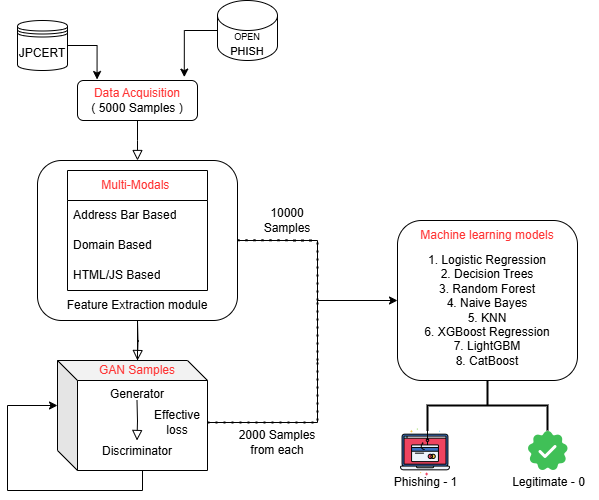 JPCERT
OPEN
PHISH
Data Acquisition
( 5000 Samples )
Multi-Modals
Address Bar Based
Domain Based
HTML/JS Based
Feature Extraction module
10000
Samples
GAN Samples
Generator
Effective
loss
Discriminator
2000 Samples
from each
Machine learning models
1. Logistic Regression
2. Decision Trees
3. Random Forest
4. Naive Bayes
5. KNN
6. XGBoost Regression
7. LightGBM
8. CatBoost
Phishing - 1
Legitimate - 0